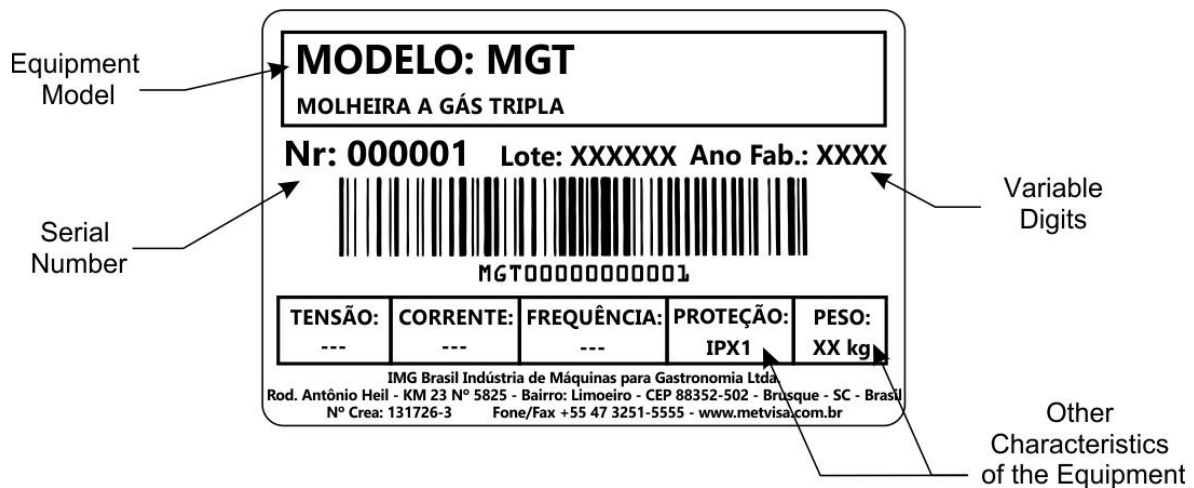 Equipment
Model
MODELO: MGT
MOLHEIRA A GÁS TRIPLA
Nr: 000001 Lote: XXXXXX Ano Fab.: XXXX
Serial
Number
Variable
Digits
MGT00000000001
TENSÃO: CORRENTE: FREQUÊNCIA: PROTEÇÃO: PESO:
--- --- --- IPX1 XX kg
IMG Brasil Indústria de Máquinas para Gastronomia Ltda.
Rod. Antônio Heil - KM 23 Nº 5825 - Bairro: Limoeiro - CEP 88352-502 - Brusque - SC - Brasil
Nº Crea: 131726-3 Fone/Fax +55 47 3251-5555 - www.metvisa.com.br
Other
Characteristics
of the Equipment